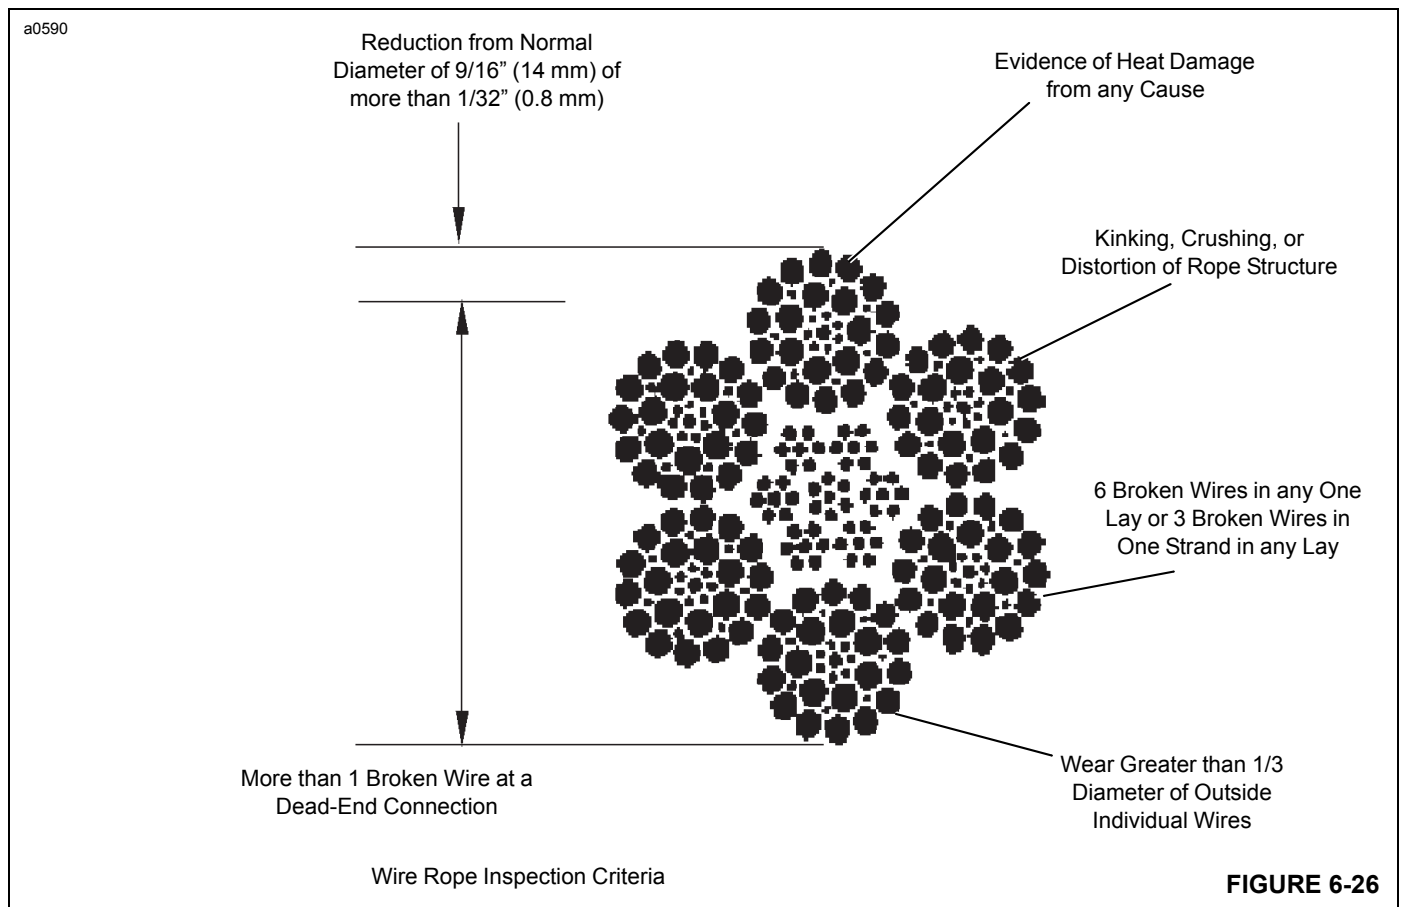 a0590
Reduction from Normal
Diameter of 9/16” (14 mm) of
more than 1/32” (0.8 mm)
Evidence of Heat Damage
from any Cause
Kinking, Crushing, or
Distortion of Rope Structure
6 Broken Wires in any One
Lay or 3 Broken Wires in
One Strand in any Lay
Wear Greater than 1/3
Diameter of Outside
Individual Wires
More than 1 Broken Wire at a
Dead-End Connection
Wire Rope Inspection Criteria
FIGURE 6-26